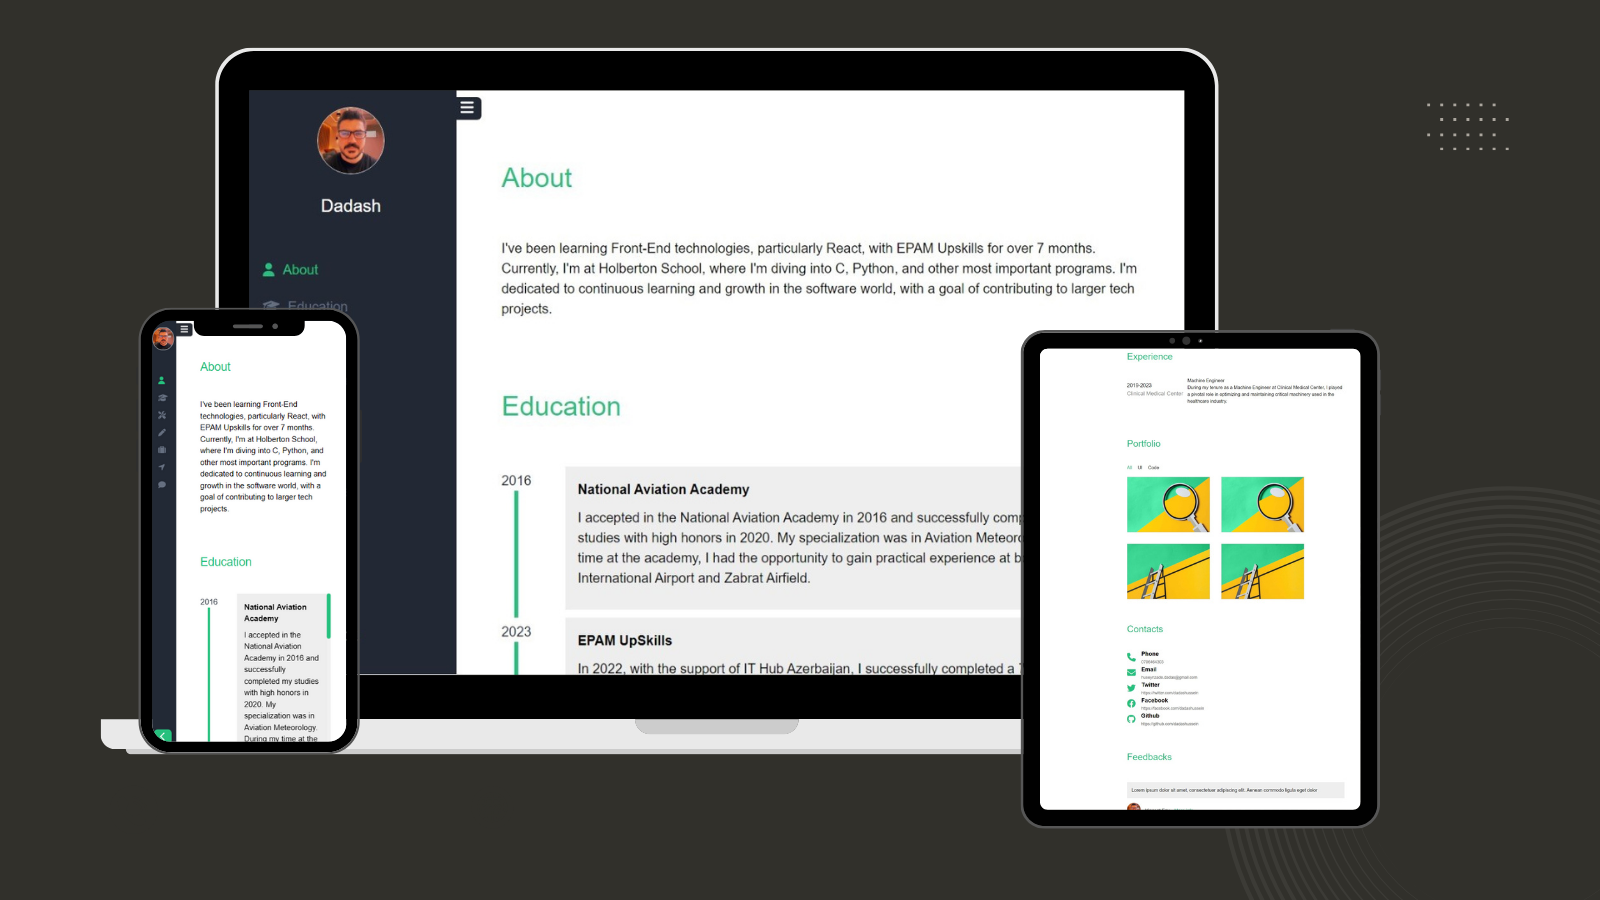 Dadash
About
Education
About
I've been learning Front-End technologies, particularly React, with EPAM Upskills for over 7 months.
Currently, I'm at Holberton School, where I'm diving into C, Python, and other most important programs. I'm
dedicated to continuous learning and growth in the software world, with a goal of contributing to larger tech
projects.
Education
2016
National Aviation Academy
I accepted in the National Aviation Academy in 2016 and successfully comp
studies with high honors in 2020. My specialization was in Aviation Meteoro
time at the academy, I had the opportunity to gain practical experience at b
International Airport and Zabrat Airfield.
2023
EPAM UpSkills
In 2022, with the support of IT Hub Azerbaijan, I successfully completed a
About
I've been learning Front-End
technologies, particularly React, with
EPAM Upskills for over 7 months.
Currently, I'm at Holberton School,
where I'm diving into C, Python, and
other most important programs. I'm
dedicated to continuous learning and
growth in the software world, with a
goal of contributing to larger tech
projects.
Education
2016
National Aviation
Academy
I accepted in the
National Aviation
Academy in 2016 and
successfully
completed my studies
with high honors in
2020. My
specialization was in
Aviation Meteorology.
During my time at the
Experience
2019-2023
Clinical Medical Center
Machine Engineer
During my tenure as a Machine Engineer at Clinical Medical Center, I played
a pivotal role in optimizing and maintaining critical machinery used in the
healthcare industry.
Portfolio
All UI Code
Contacts
Phone
Email
Twitter
Facebook
Github
Feedbacks
Lorem ipsum dolor sit amet, consectetuer adipiscing elit. Aenean commodo ligula eget dolor